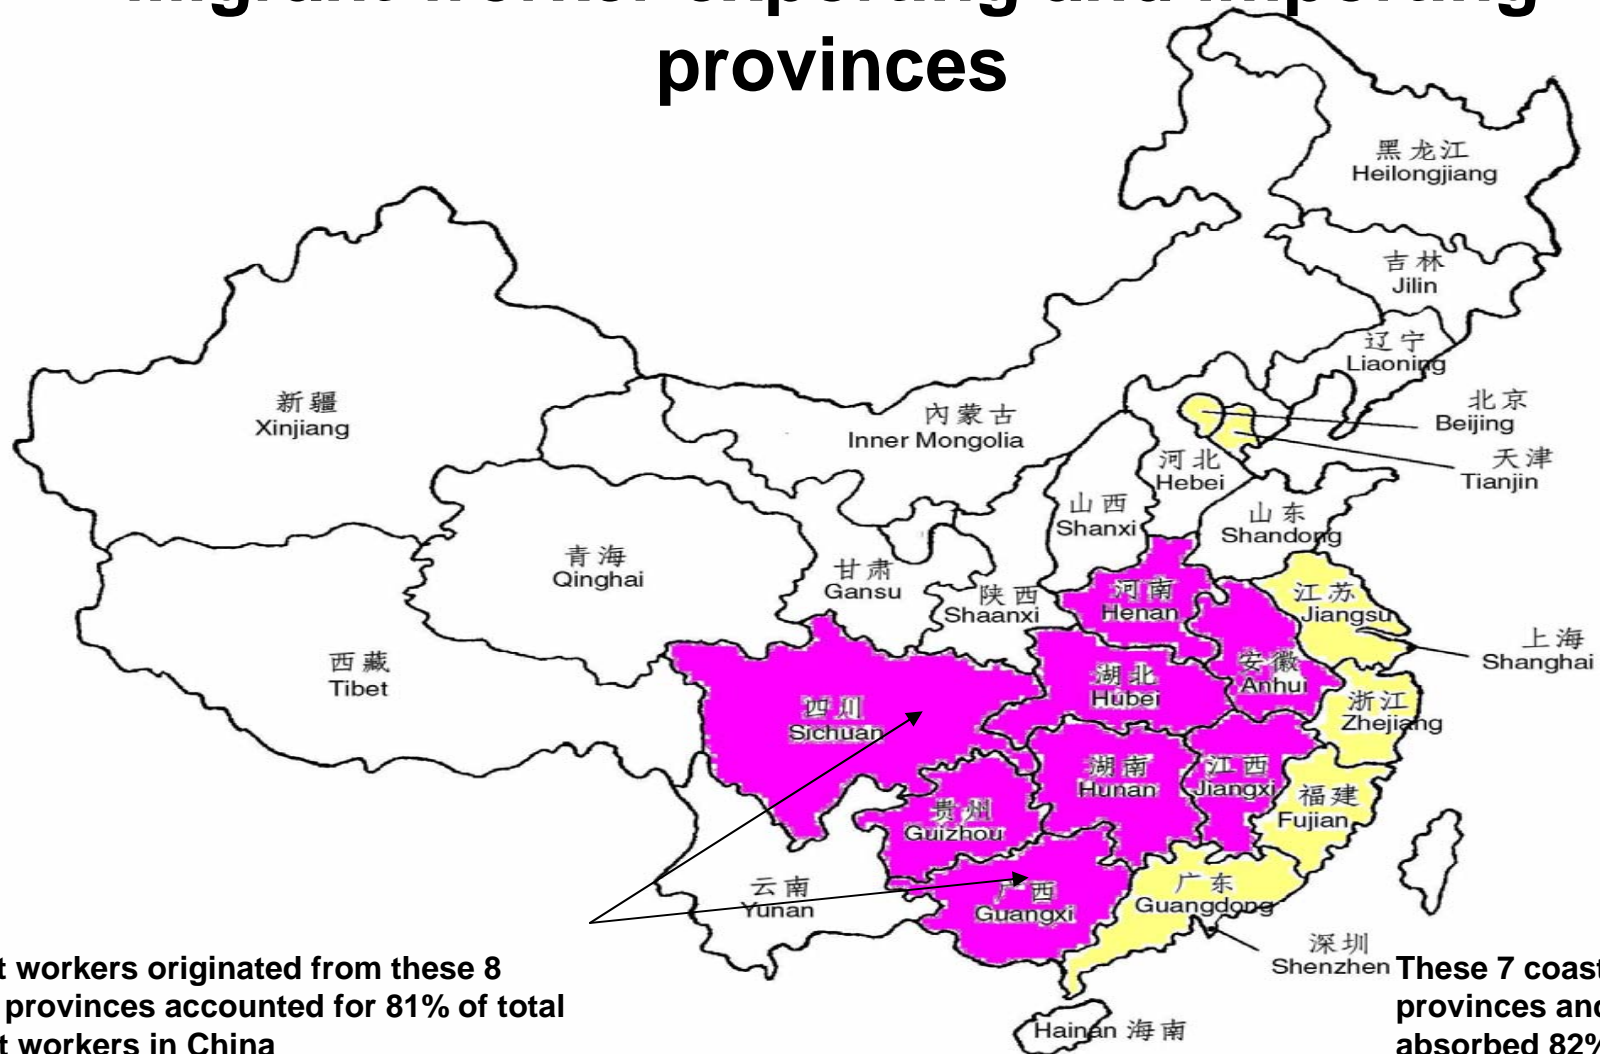 provinces
黑龙江
Heilongjiang
吉林
Jilin
辽宁
Liaoning
北京
Beijing
天津
Tianjin
新疆
Xinjiang
內蒙古
Inner Mongolia
河北
Hebei
山西
Shanxi
山东
Shandong
青海
Qinghai
甘肃
Gansu
陕西
Shaanxi
河南
Henan
江苏
Jiangsu
上海
Shanghai
西藏
Tibet
四川
Sichuan
湖北
Hubei
安徽
Anhui
浙江
Zhejiang
湖南
Hunan
江西
Jiangxi
福建
Fujian
贵州
Guizhou
云南
Yunan
广西
Guangxi
广东
Guangdong
深圳
Shenzhen
Hainan 海南
t workers originated from these 8
provinces accounted for 81% of total
t workers in China
These 7 coast
provinces and
absorbed 82%